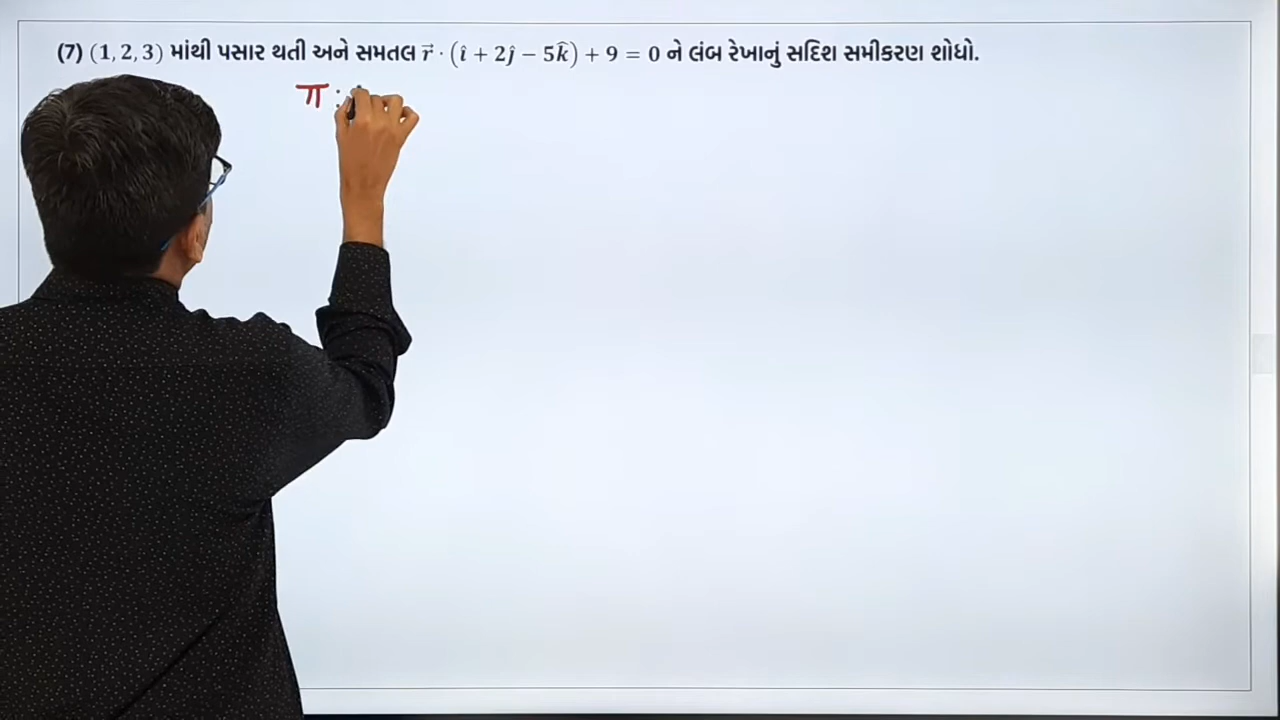 (7) (1, 2, 3) માંથી પસાર થતી અને સમતલ r⃗ · (î + 2ĵ − 5k̂) + 9 = 0 ને લંબ રેખાનું સદિશ સમીકરણ શોધો.
π :